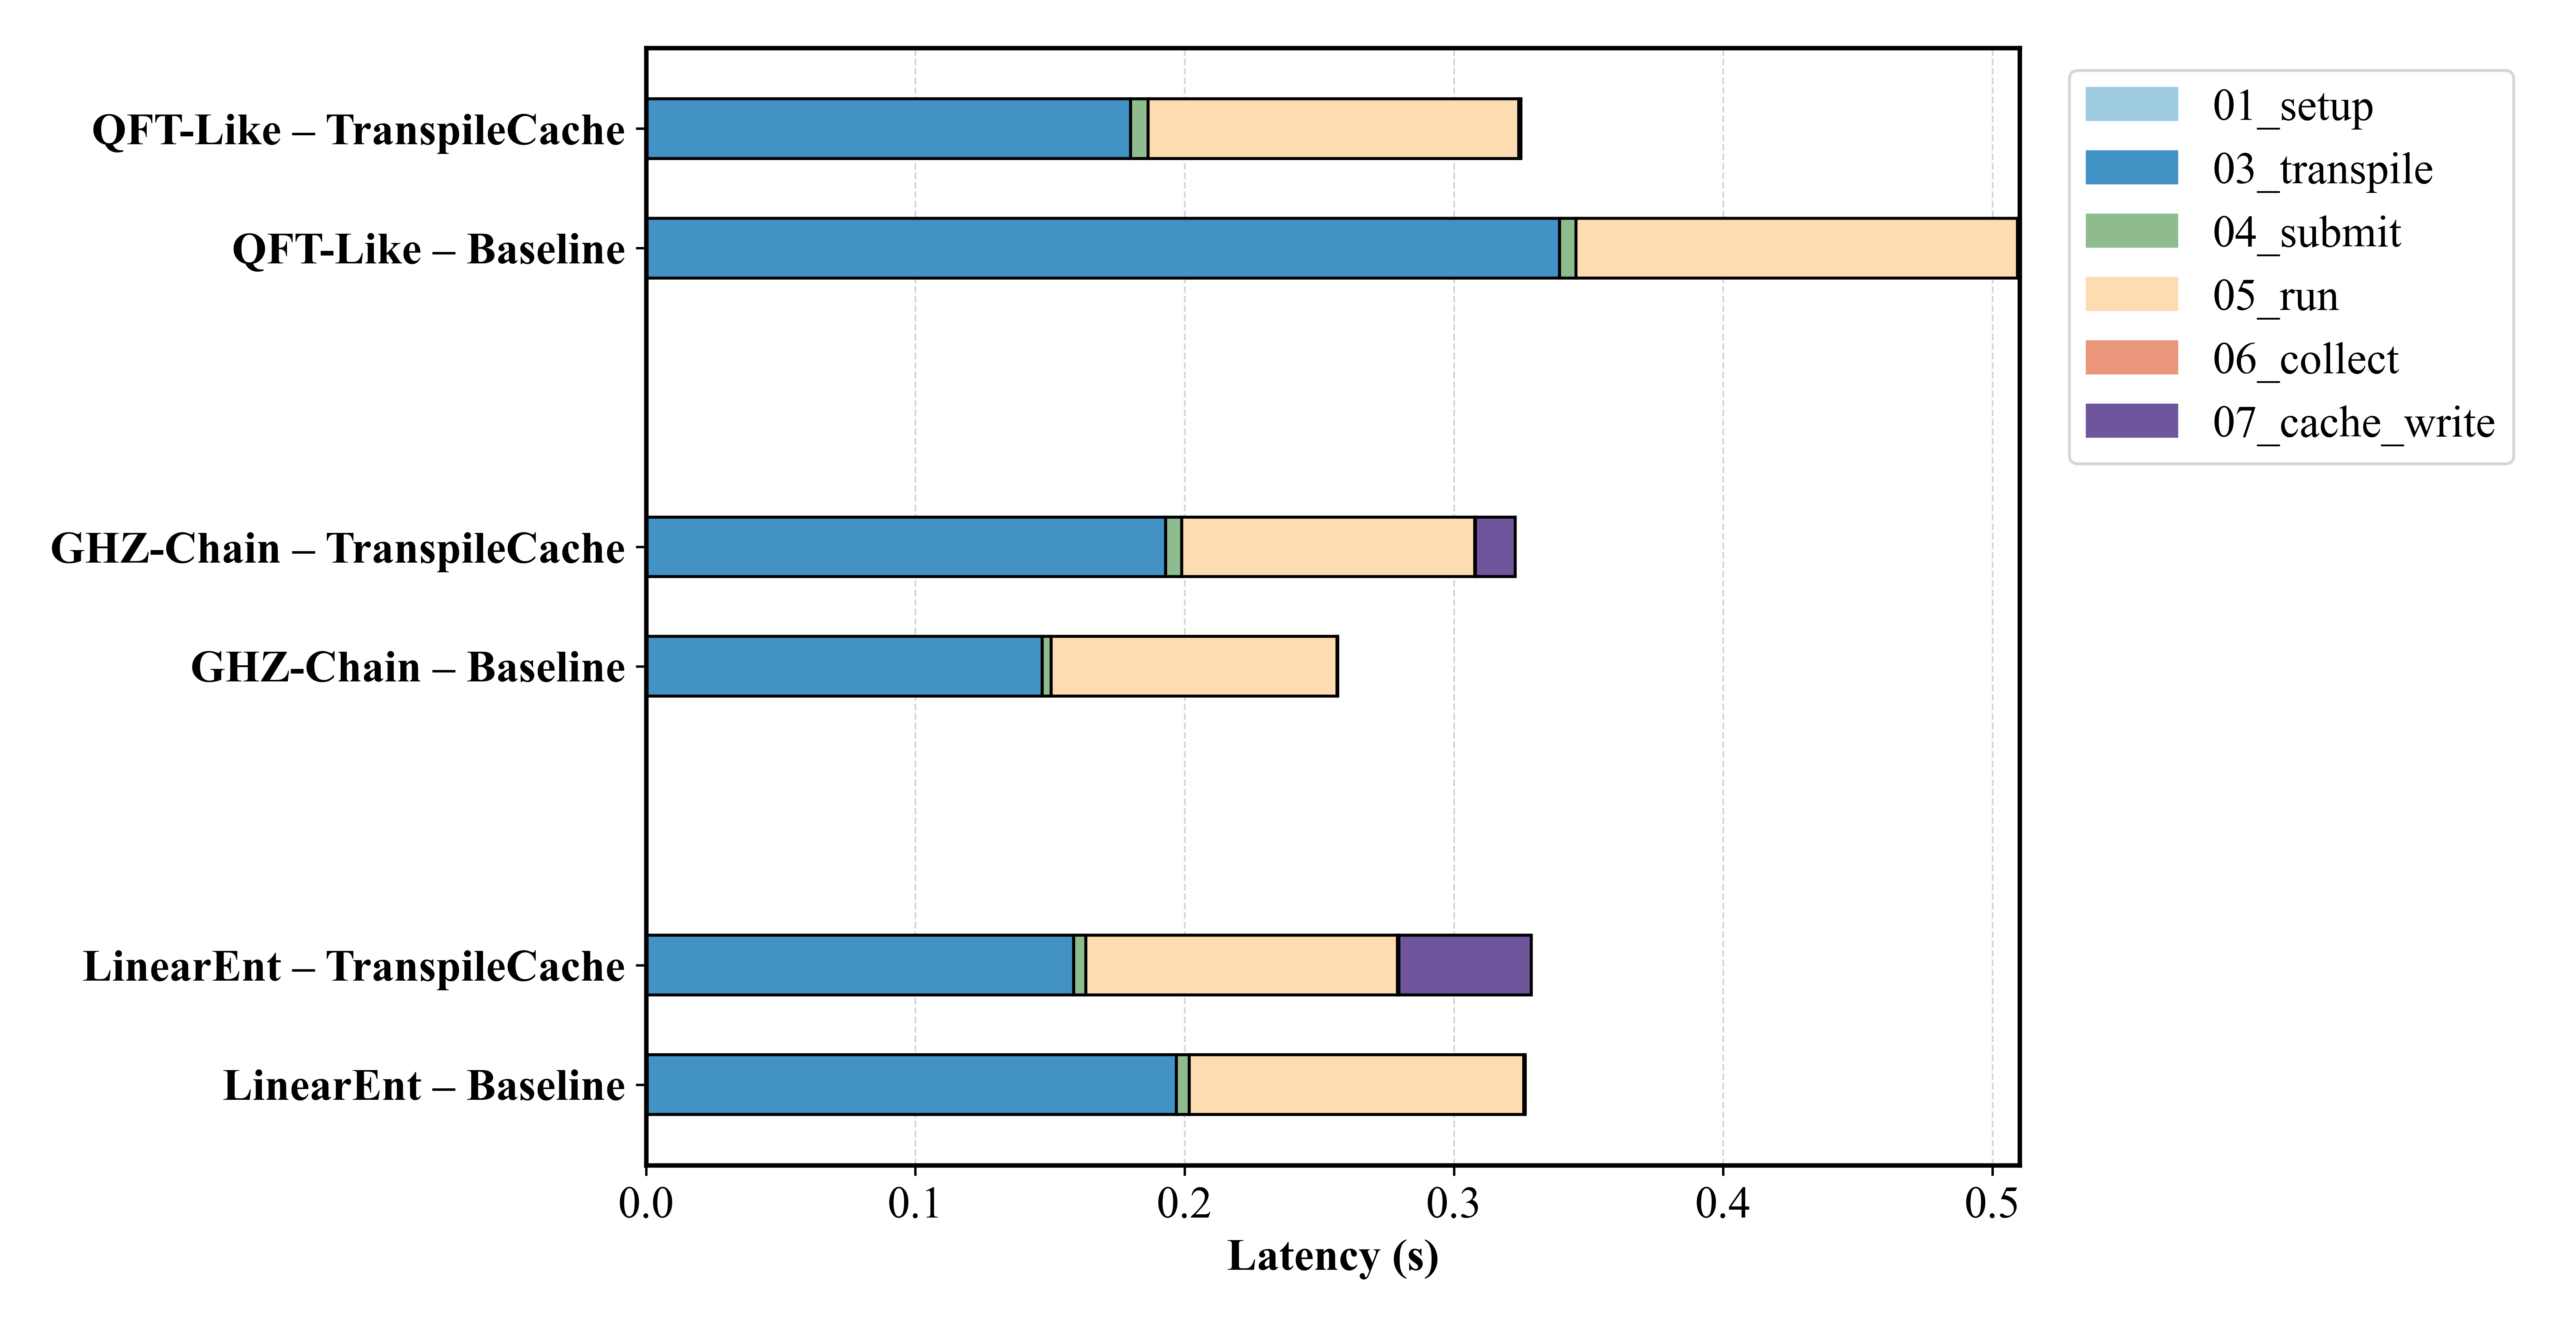 QFT-Like – TranspileCache
QFT-Like – Baseline
GHZ-Chain – TranspileCache
GHZ-Chain – Baseline
LinearEnt – TranspileCache
LinearEnt – Baseline
0.0 0.1 0.2 0.3 0.4 0.5
Latency (s)
01_setup
03_transpile
04_submit
05_run
06_collect
07_cache_write